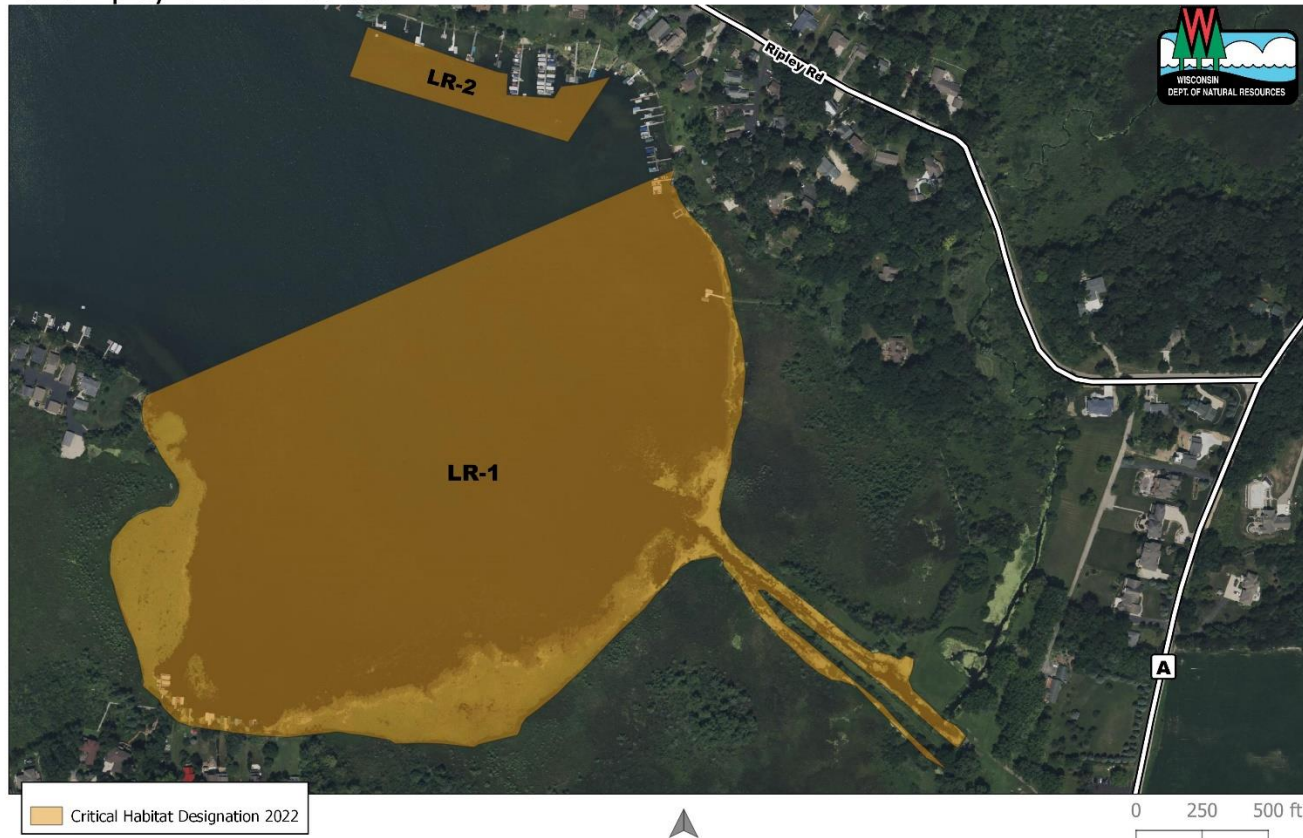 LR-2
Ripley Rd
WISCONSIN
DEPT. OF NATURAL RESOURCES
LR-1
A
Critical Habitat Designation 2022
0 250 500 ft